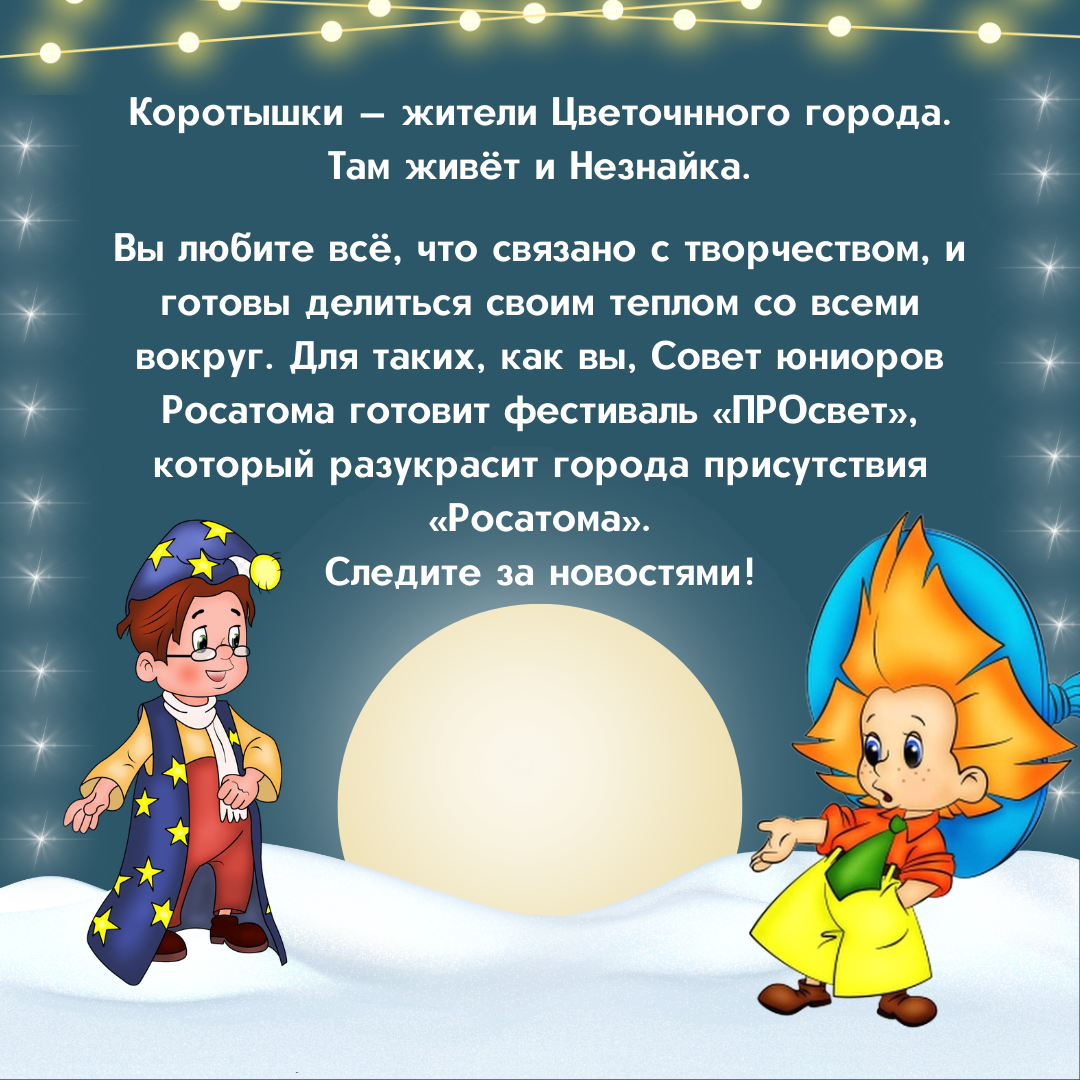 Коротышки – жители Цветочнного города.
Там живёт и Незнайка.
Вы любите всё, что связано с творчеством, и
готовы делиться своим теплом со всеми
вокруг. Для таких, как вы, Совет юниоров
Росатома готовит фестиваль «ПРОсвет»,
который разукрасит города присутствия
«Росатома».
Следите за новостями!